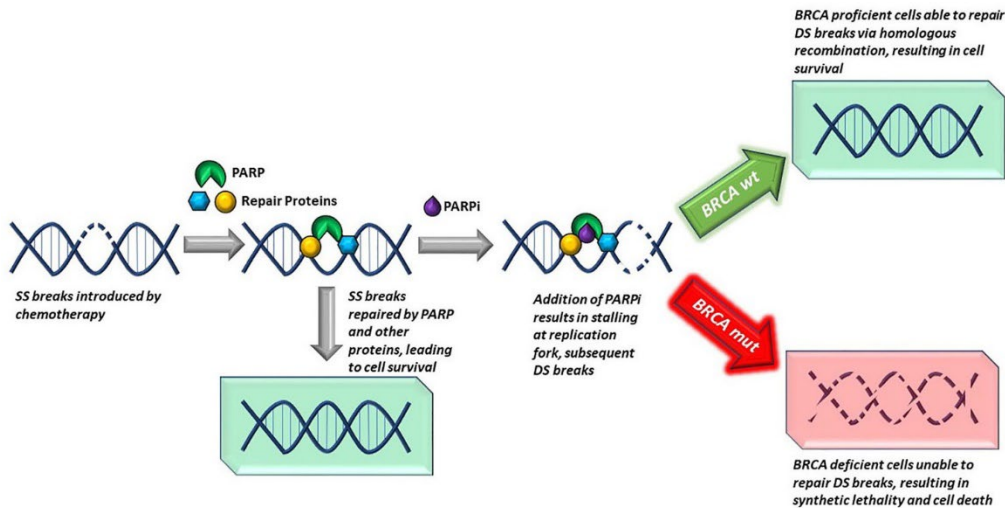 BRCA proficient cells able to repair
DS breaks via homologous
recombination, resulting in cell
survival
PARP
Repair Proteins
PARPi
BRCA wt
SS breaks introduced by
chemotherapy
SS breaks
repaired by PARP
and other
proteins, leading
to cell survival
Addition of PARPi
results in stalling
at replication
fork, subsequent
DS breaks
BRCA mut
BRCA deficient cells unable to
repair DS breaks, resulting in
synthetic lethality and cell death